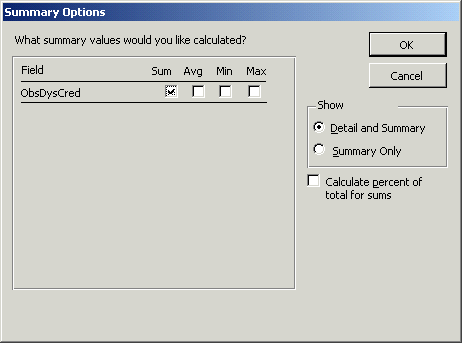 Summary Options
What summary values would you like calculated?
OK
Cancel
Field Sum Avg Min Max
ObsDysCred
Show
Detail and Summary
Summary Only
Calculate percent of
total for sums